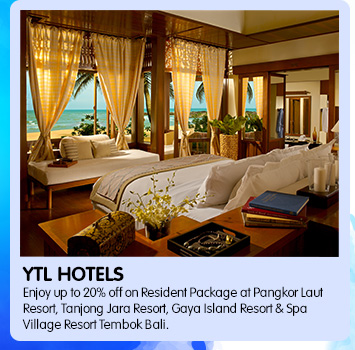 YTL HOTELS
Enjoy up to 20% off on Resident Package at Pangkor Laut
Resort, Tanjong Jara Resort, Gaya Island Resort & Spa
Village Resort Tembok Bali.